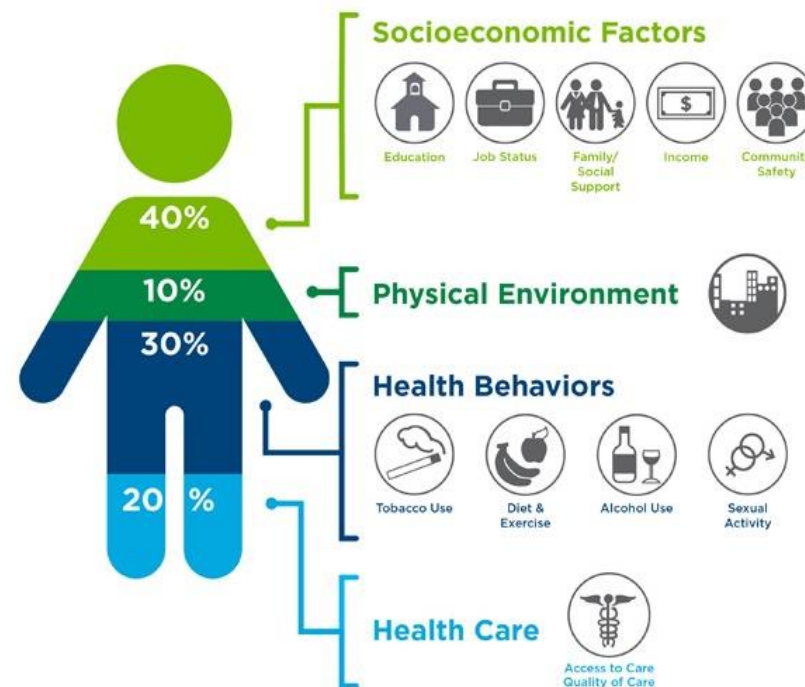 Socioeconomic Factors
$
Education
Job Status
Family/
Social
Support
Income
Communit
Safety
40%
10%
Physical Environment
30%
Health Behaviors
Tobacco Use
Diet &
Exercise
Alcohol Use
Sexual
Activity
20 %
Health Care
Access to Care
Quality of Care